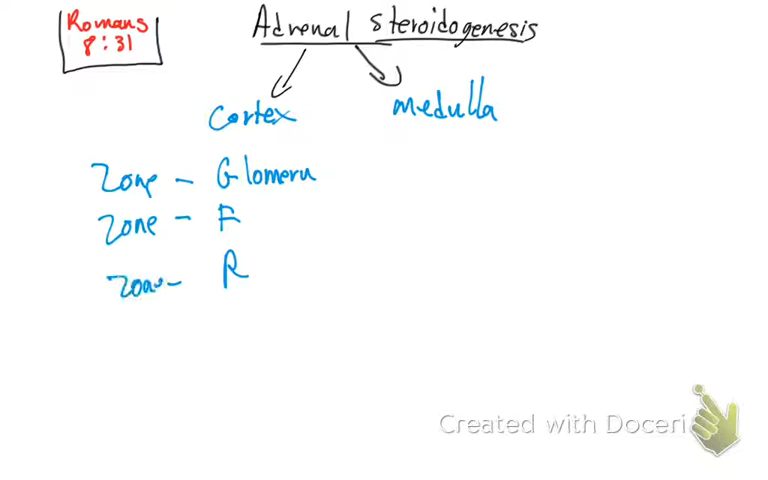 Romans
8:31
Adrenal steroidogenesis
Cortex
medulla
Zone - Glomeru
Zone - F
Zone - R
Created with Doceri